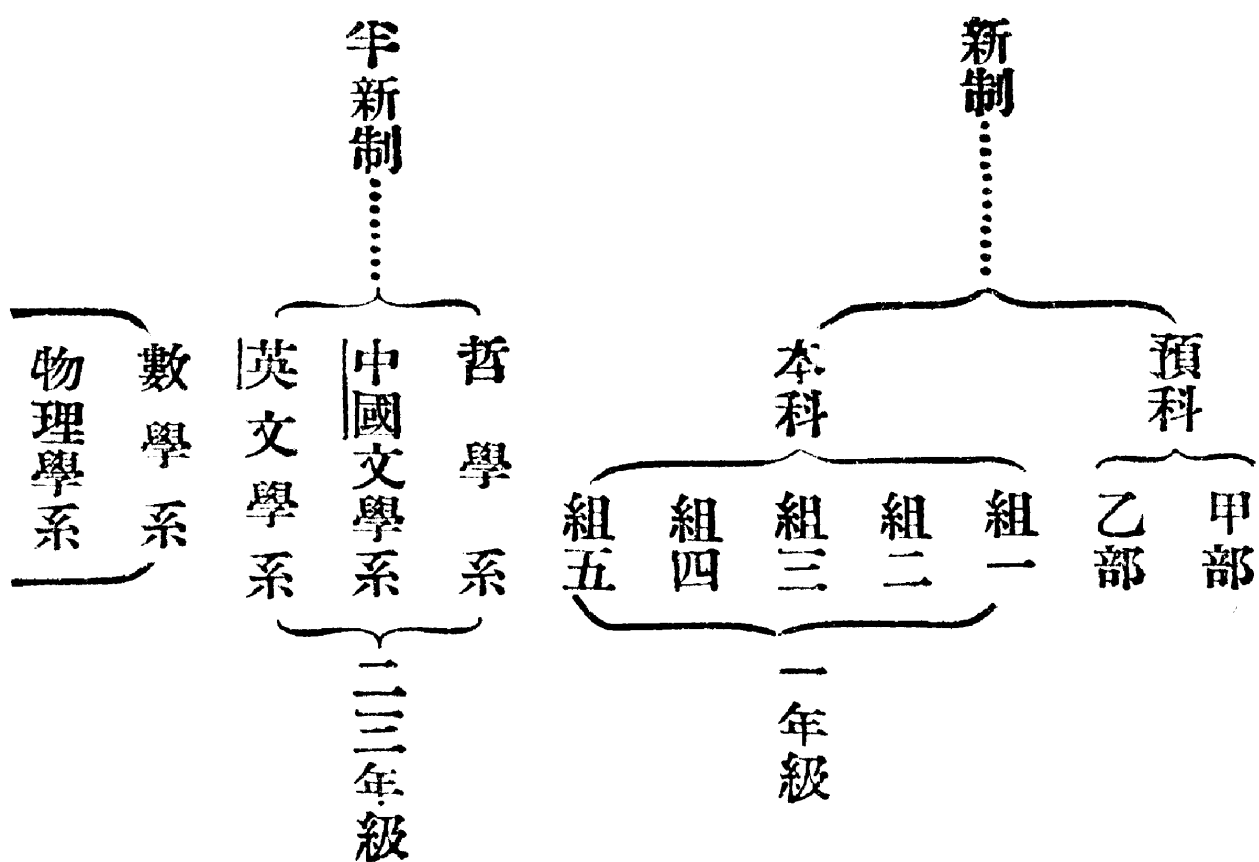 新制
預科
甲部
乙部
本科
組一
組二
組三
組四
組五
一年級
半新制
哲學系
中國文學系
英文學系
二三年級
數學系
物理學系